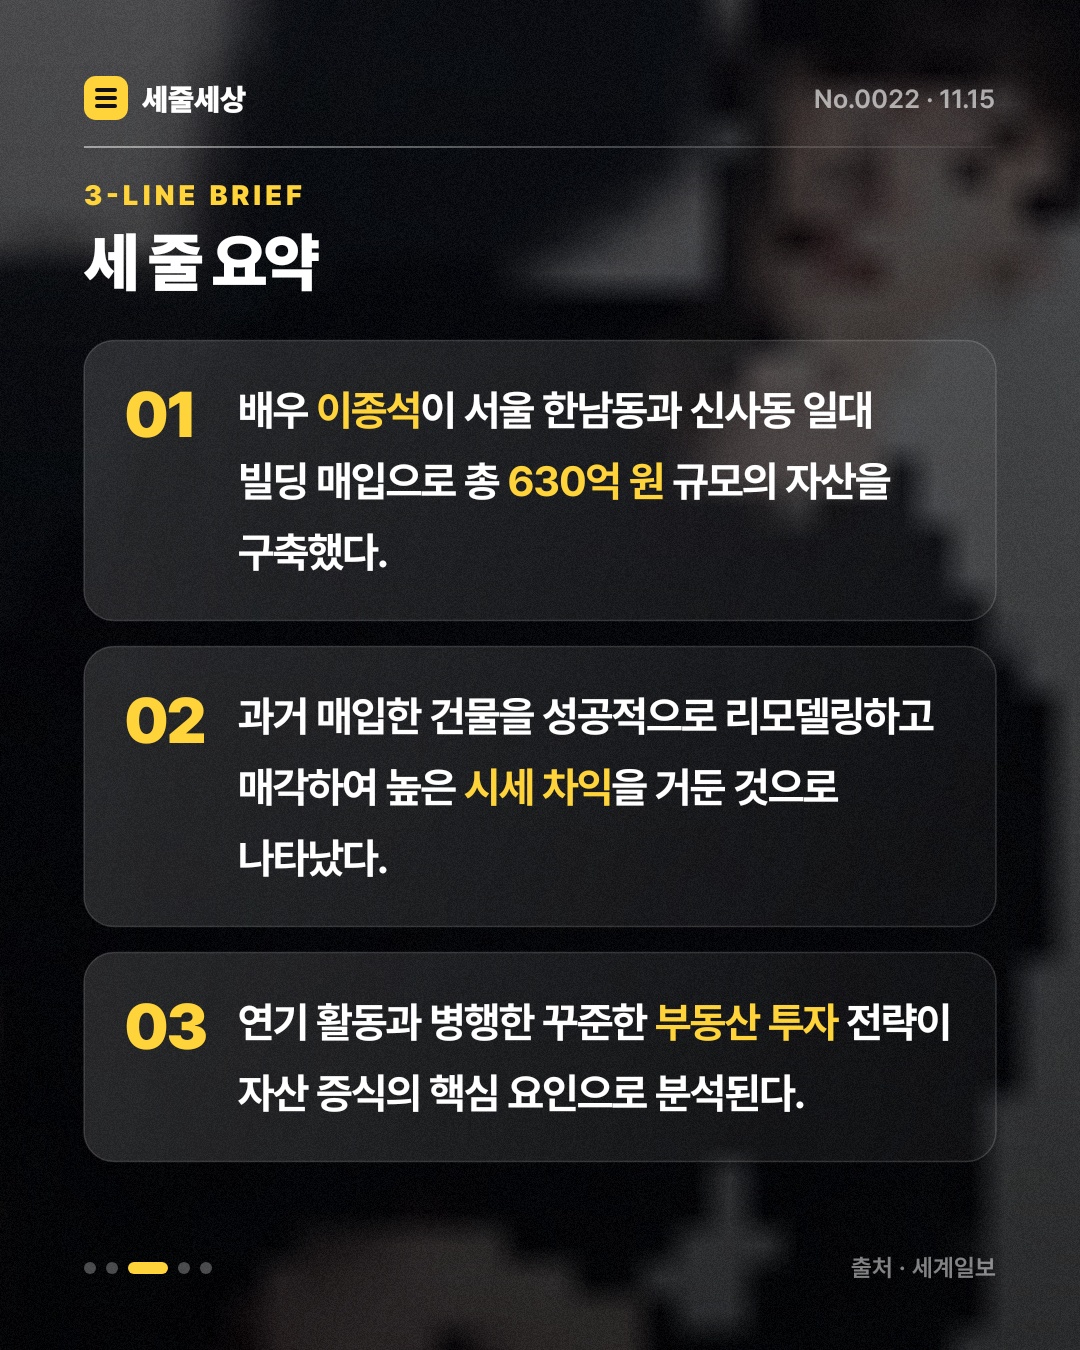 세줄세상
No.0022 · 11.15
3-LINE BRIEF
세 줄 요약
01
배우 이종석이 서울 한남동과 신사동 일대
빌딩 매입으로 총 630억 원 규모의 자산을
구축했다.
02
과거 매입한 건물을 성공적으로 리모델링하고
매각하여 높은 시세 차익을 거둔 것으로
나타났다.
03
연기 활동과 병행한 꾸준한 부동산 투자 전략이
자산 증식의 핵심 요인으로 분석된다.
출처 · 세계일보